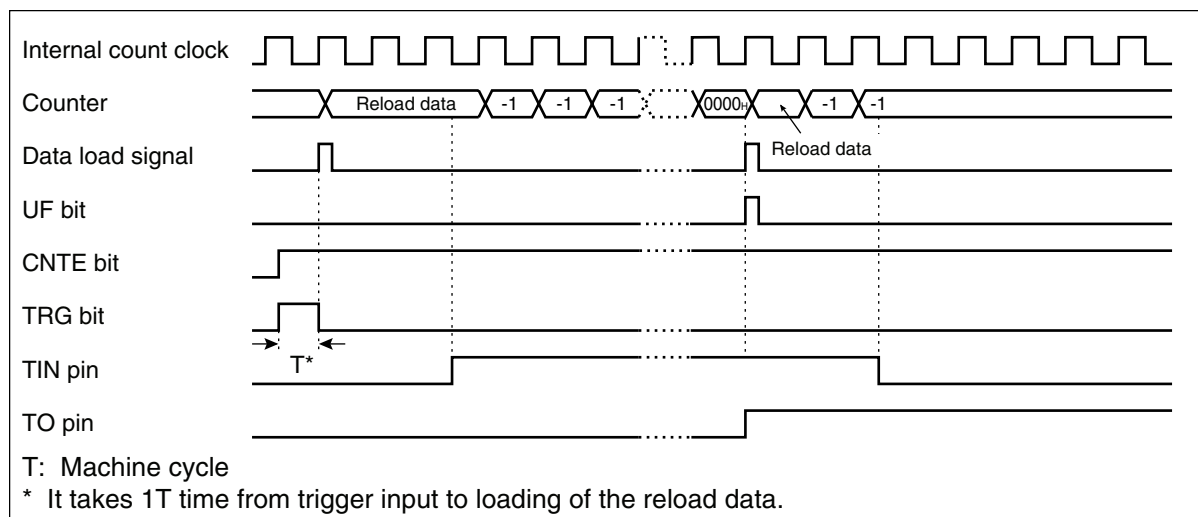 Internal count clock
Counter
Reload data -1 -1 -1 0000H -1 -1
Reload data
Data load signal
UF bit
CNTE bit
TRG bit
T*
TIN pin
TO pin
T: Machine cycle
* It takes 1T time from trigger input to loading of the reload data.